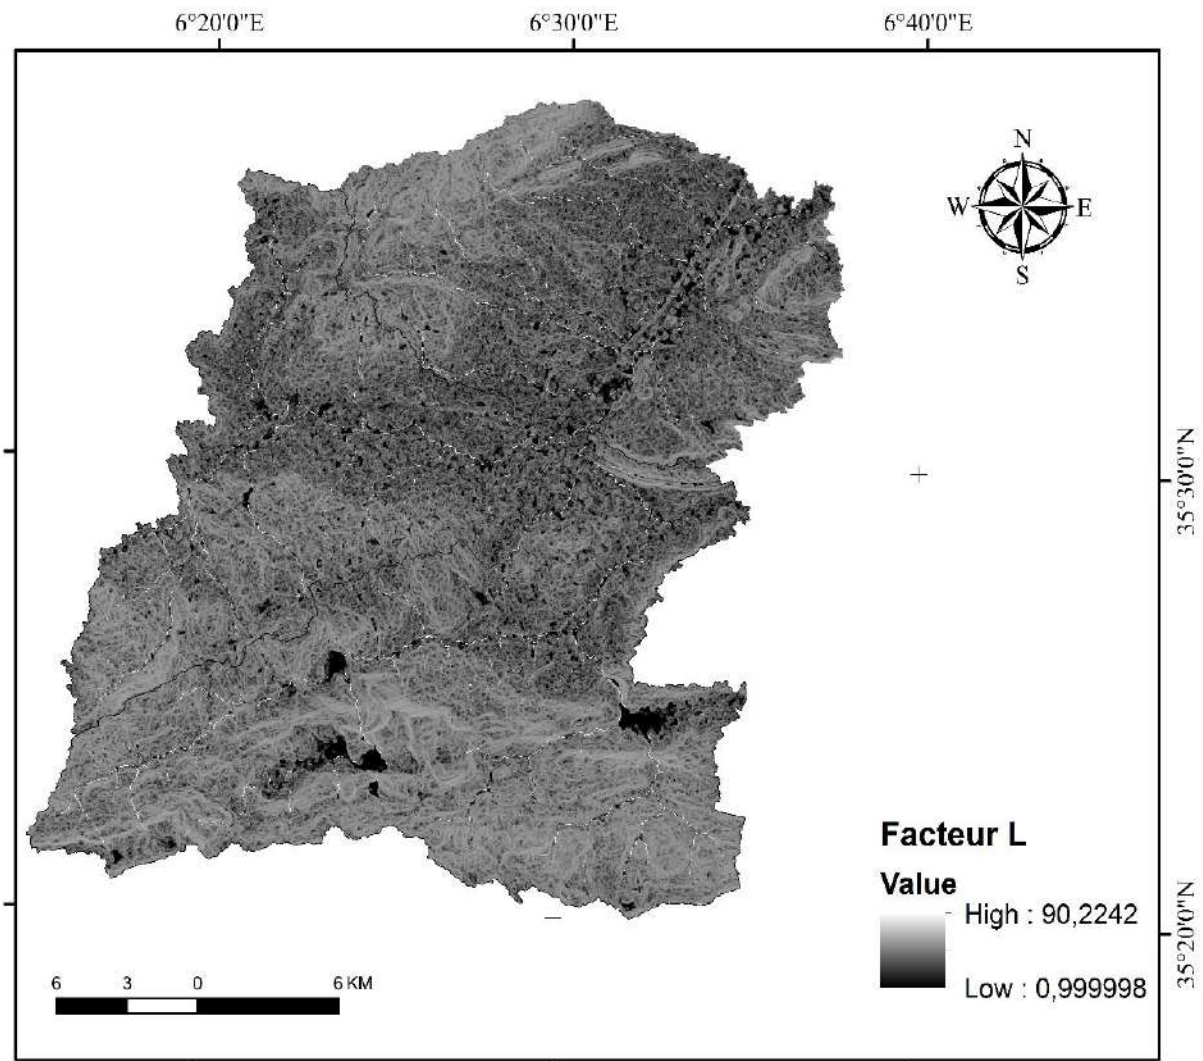 6°20'0"E
6°30'0"E
6°40'0"E
N
W
E
S
35°30'0"N
Facteur L
Value
High : 90,2242
Low : 0,999998
35°20'0"N
6 3 0 6 KM